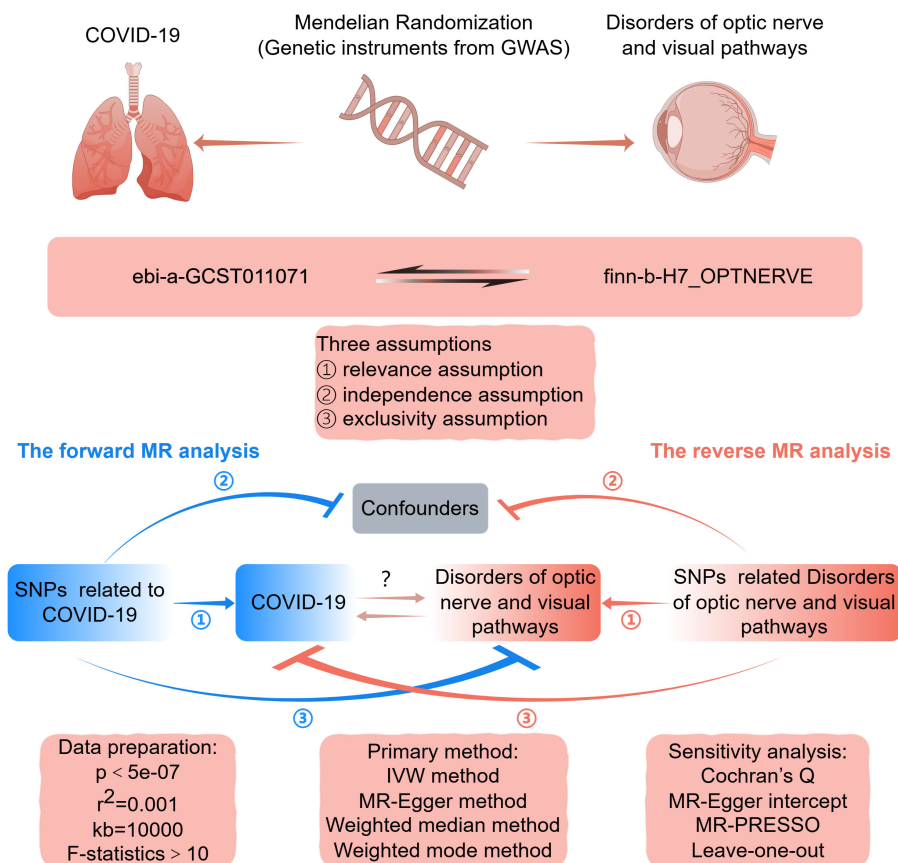 COVID-19
Mendelian Randomization
(Genetic instruments from GWAS)
Disorders of optic nerve
and visual pathways
ebi-a-GCST011071
finn-b-H7_OPTNERVE
Three assumptions
① relevance assumption
② independence assumption
③ exclusivity assumption
The forward MR analysis
The reverse MR analysis
②
②
Confounders
SNPs related to
COVID-19
①
COVID-19
?
Disorders of optic
nerve and visual
pathways
①
SNPs related Disorders
of optic nerve and visual
pathways
③
③
Data preparation:
p < 5e-07
r²=0.001
kb=10000
F-statistics > 10
Primary method:
IVW method
MR-Egger method
Weighted median method
Weighted mode method
Sensitivity analysis:
Cochran's Q
MR-Egger intercept
MR-PRESSO
Leave-one-out